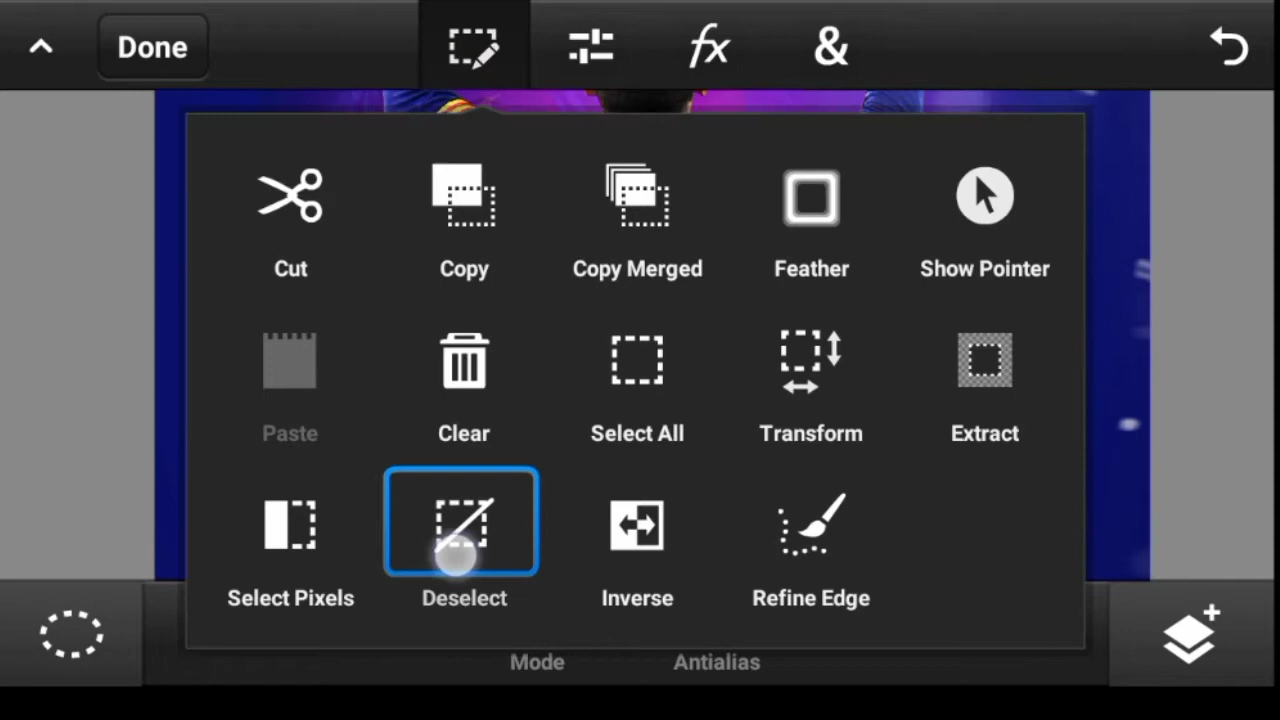 Done fx &
Cut Copy Copy Merged Feather Show Pointer
Paste Clear Select All Transform Extract
Select Pixels Deselect Inverse Refine Edge
Mode Antialias